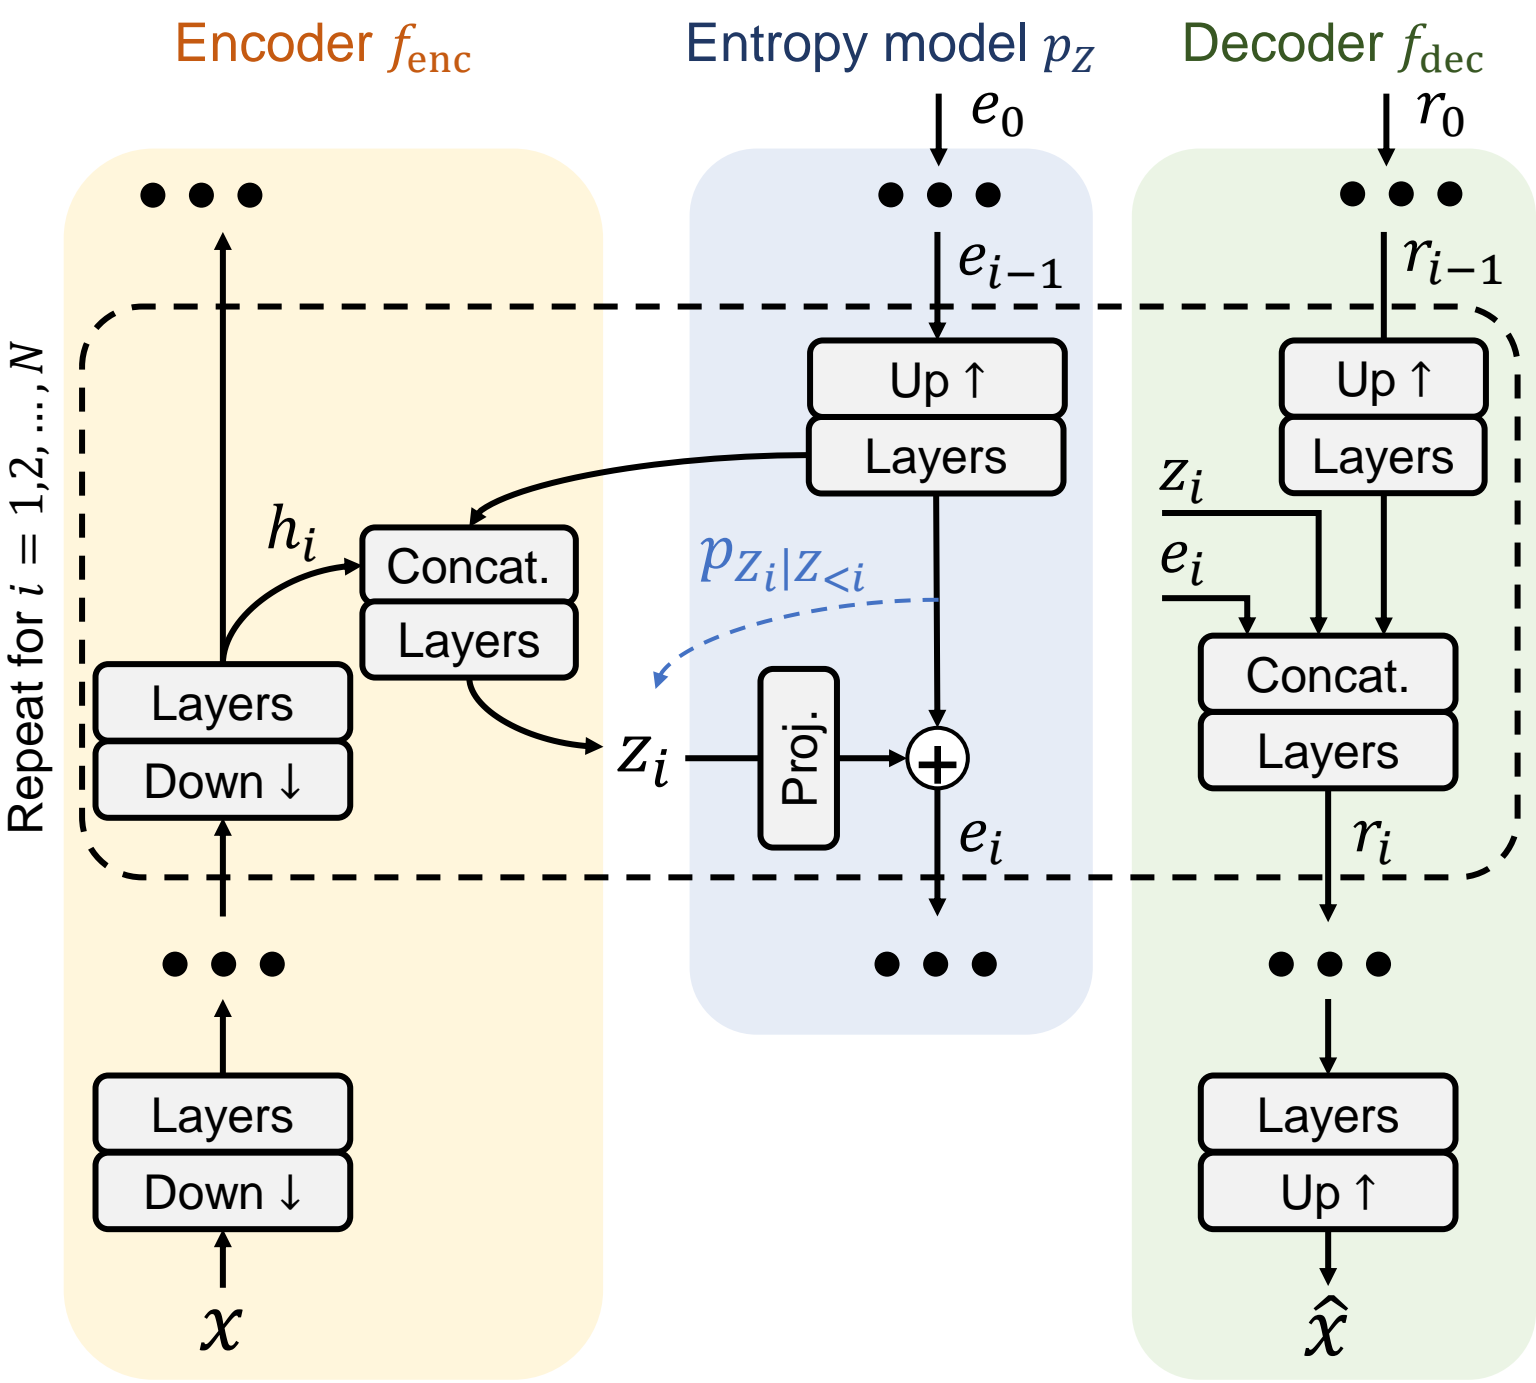 Encoder f_enc
Entropy model p_Z
Decoder f_dec
e_0
r_0
e_{i−1}
r_{i−1}
Repeat for i = 1,2, …, N
Up ↑
Layers
Up ↑
Layers
h_i
Concat.
Layers
p_{Z_i|Z_{<i}}
z_i
e_i
Layers
Down ↓
z_i
Proj.
+
e_i
Concat.
Layers
r_i
Layers
Down ↓
x
Layers
Up ↑
x̂